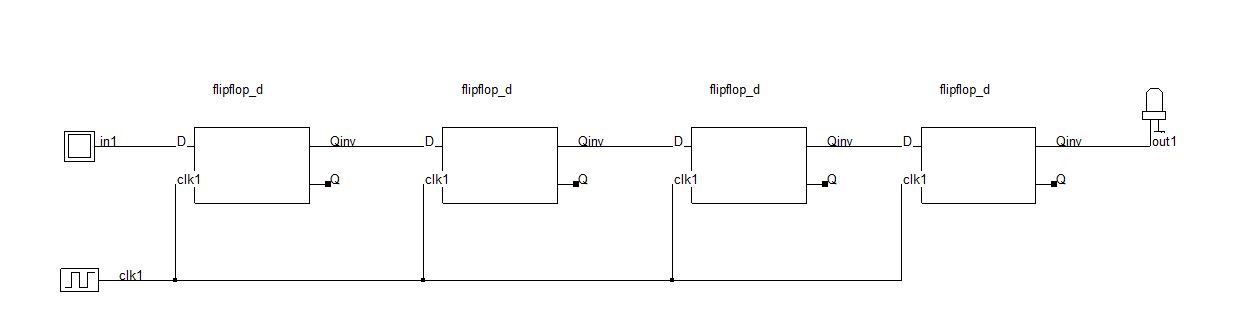 flipflop_d flipflop_d flipflop_d flipflop_d
in1 D Qinv D Qinv D Qinv D Qinv out1
clk1 Q clk1 Q clk1 Q clk1 Q
clk1